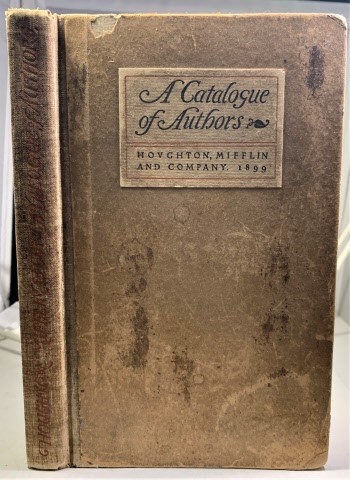 A Catalogue
of Authors
HOVGHTON, MIFFLIN
AND COMPANY. 1899